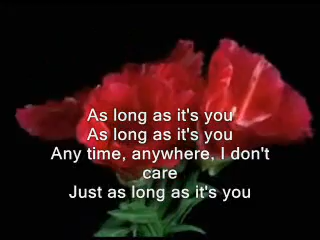 As long as it's you
As long as it's you
Any time, anywhere, I don't
care
Just as long as it's you